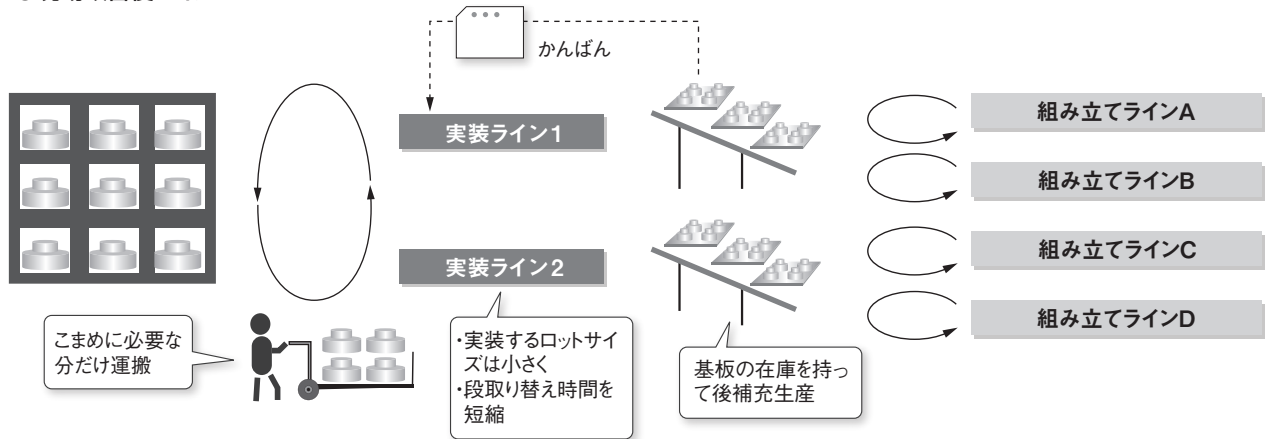 かんばん
実装ライン1
実装ライン2
組み立てラインA
組み立てラインB
組み立てラインC
組み立てラインD
こまめに必要な
分だけ運搬
・実装するロットサイ
ズは小さく
・段取り替え時間を
短縮
基板の在庫を持っ
て後補充生産